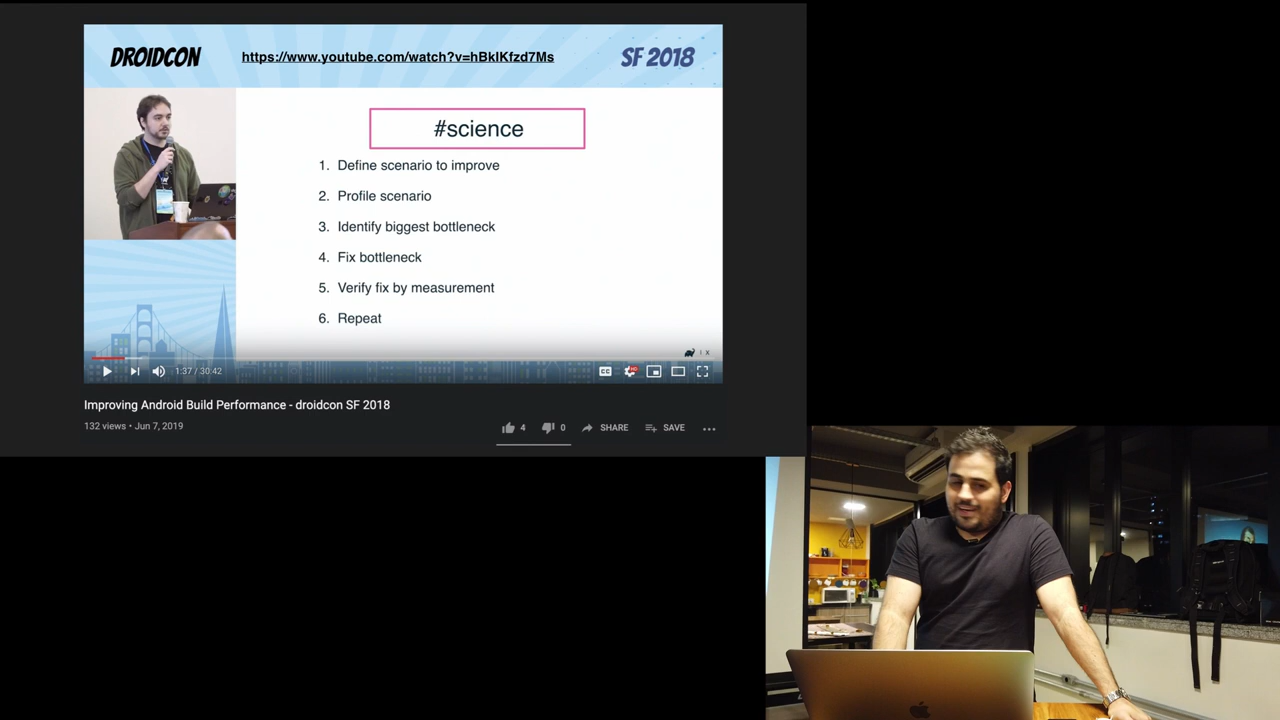 DROIDCON
https://www.youtube.com/watch?v=hBklKfzd7Ms
SF 2018
#science
1. Define scenario to improve
2. Profile scenario
3. Identify biggest bottleneck
4. Fix bottleneck
5. Verify fix by measurement
6. Repeat
1:37 / 30:42
CC
HD
Improving Android Build Performance - droidcon SF 2018
132 views • Jun 7, 2019
4
0
SHARE
SAVE